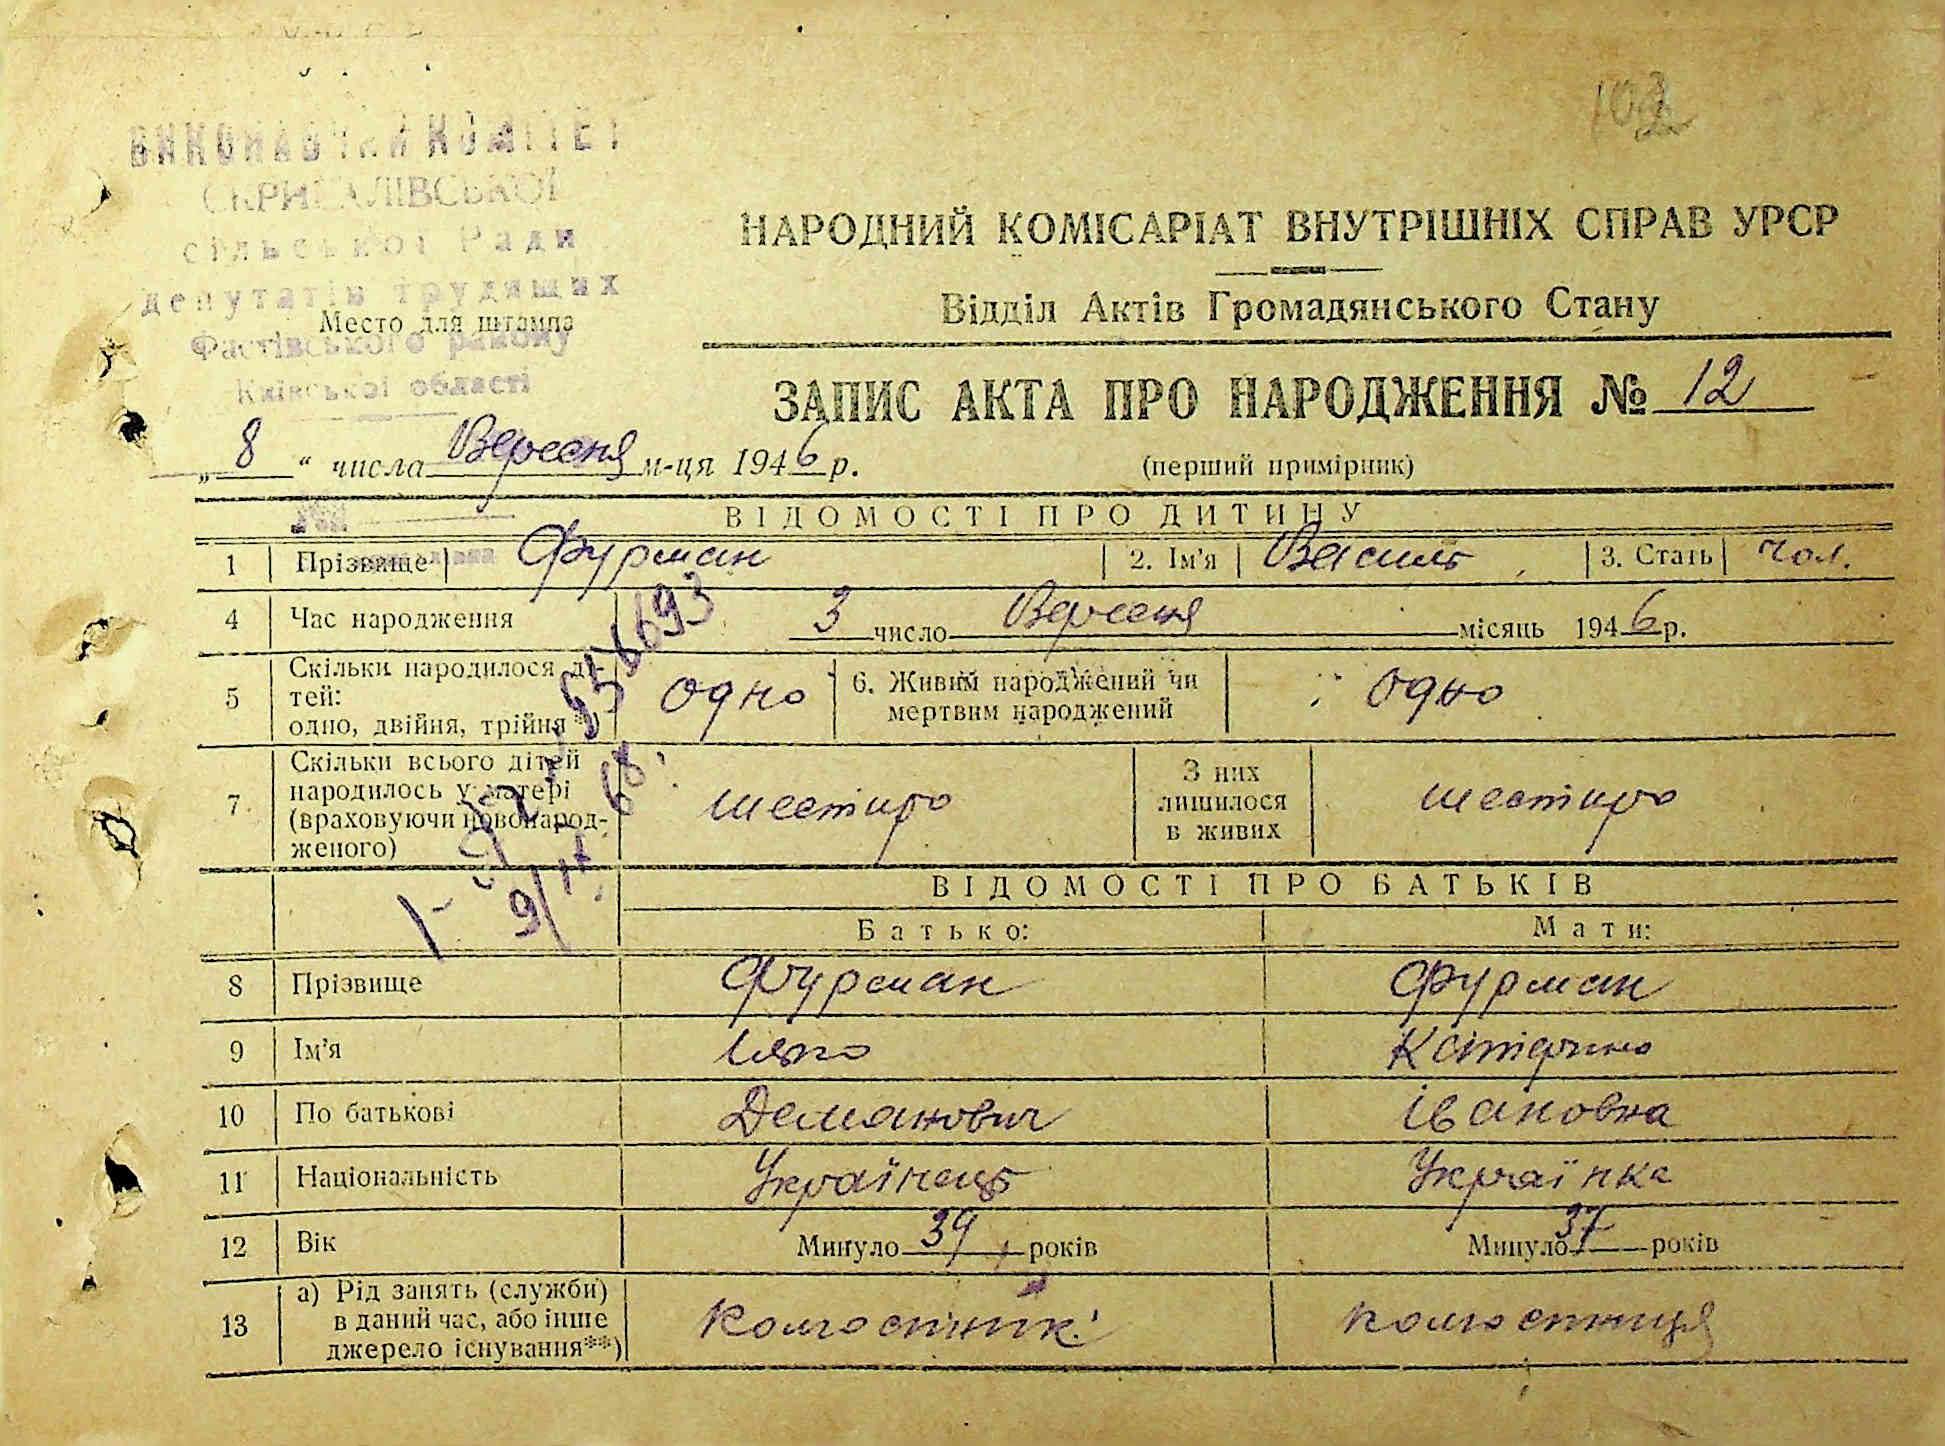 102
ВИКОНАВЧИЙ КОМІТЕТ
СКРИГАЛІВСЬКОЇ
сільської Ради
депутатів трудящих
Место для штампа
Фастівського району
Київської області
НАРОДНИЙ КОМІСАРІАТ ВНУТРІШНІХ СПРАВ УРСР
Відділ Актів Громадянського Стану
ЗАПИС АКТА ПРО НАРОДЖЕННЯ № 12
„ 8 “ числа Вересня м-ця 1946 р.
(перший примірник)
ВІДОМОСТІ ПРО ДИТИНУ
1 Прізвище Фурман 2. Ім'я Василь 3. Стать чол.
4 Час народження 3 число Вересня місяць 1946 р.
5 Скільки народилося ді-
тей:
одно, двійня, трійня*) одно
6. Живим народжений чи
мертвим народжений одно
7 Скільки всього дітей
народилось у матері
(враховуючи новонарод-
женого) шестиро
З них
лишилося
в живих шестиро
ВІДОМОСТІ ПРО БАТЬКІВ
Батько: Мати:
8 Прізвище Фурман Фурман
9 Ім'я Ілько Катерина
10 По батькові Демянович Івановна
11 Національність Українець Українка
12 Вік Минуло 39 років Минуло 37 років
13 а) Рід занять (служби)
в даний час, або інше
джерело існування**) Колгоспник Колгоспниця